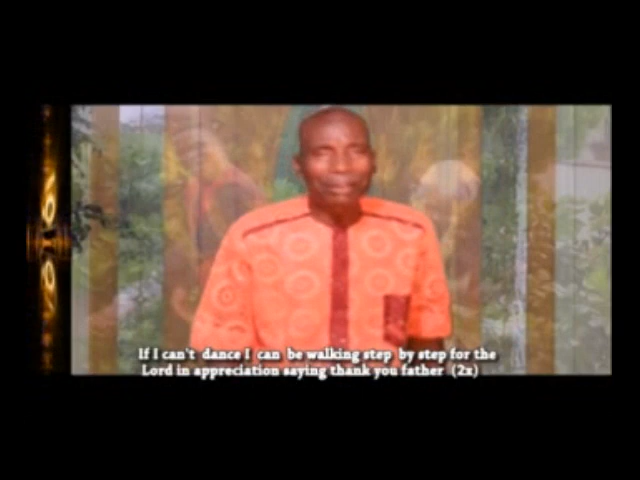 If I can't dance I can be walking step by step for the
Lord in appreciation saying thank you father (2x)